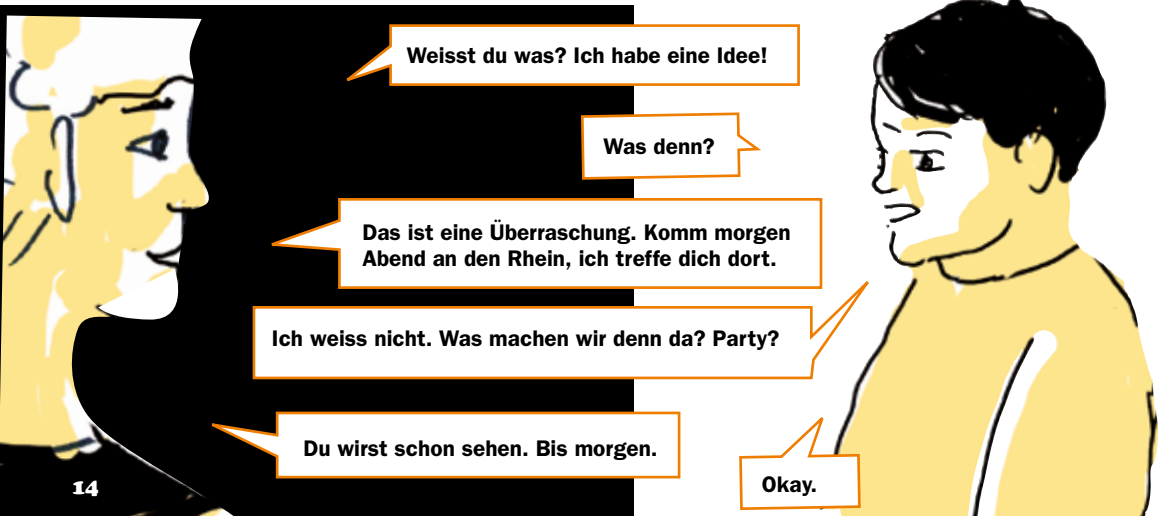 Weisst du was? Ich habe eine Idee!
Was denn?
Das ist eine Überraschung. Komm morgen
Abend an den Rhein, ich treffe dich dort.
Ich weiss nicht. Was machen wir denn da? Party?
Du wirst schon sehen. Bis morgen.
Okay.
14